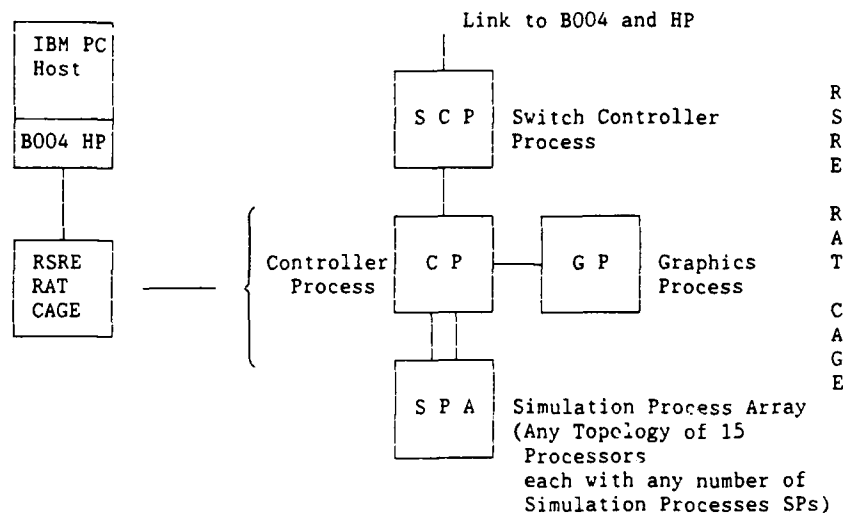 Link to B004 and HP
IBM PC
Host
B004 HP
RSRE
RAT
CAGE
S C P
Switch Controller
Process
Controller
Process
C P
G P
Graphics
Process
S P A
Simulation Process Array
(Any Topology of 15
Processors
each with any number of
Simulation Processes SPs)
R
S
R
E
R
A
T
C
A
G
E